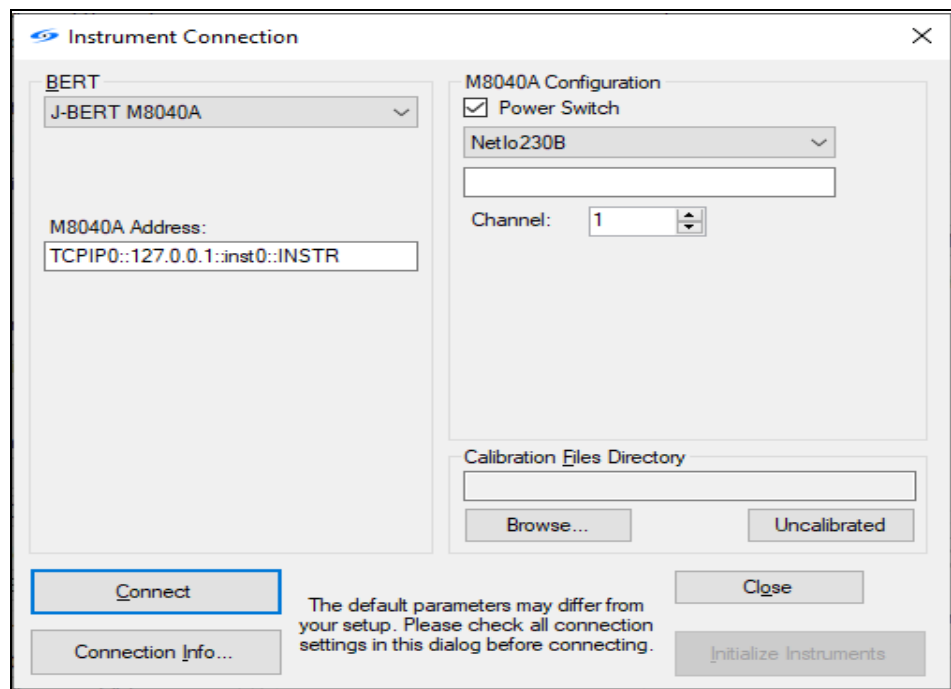 Instrument Connection
BERT
J-BERT M8040A
M8040A Address:
TCPIP0::127.0.0.1::inst0::INSTR
M8040A Configuration
Power Switch
NetIo230B
Channel: 1
Calibration Files Directory
Browse...
Uncalibrated
Connect
Connection Info...
The default parameters may differ from
your setup. Please check all connection
settings in this dialog before connecting.
Close
Initialize Instruments